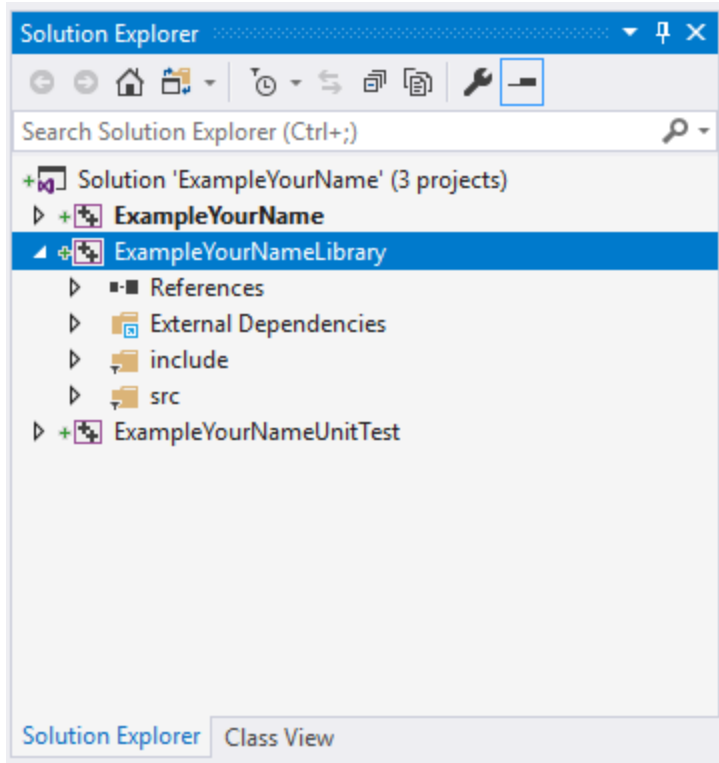 Solution Explorer
Search Solution Explorer (Ctrl+;)
Solution 'ExampleYourName' (3 projects)
ExampleYourName
ExampleYourNameLibrary
References
External Dependencies
include
src
ExampleYourNameUnitTest
Solution Explorer Class View